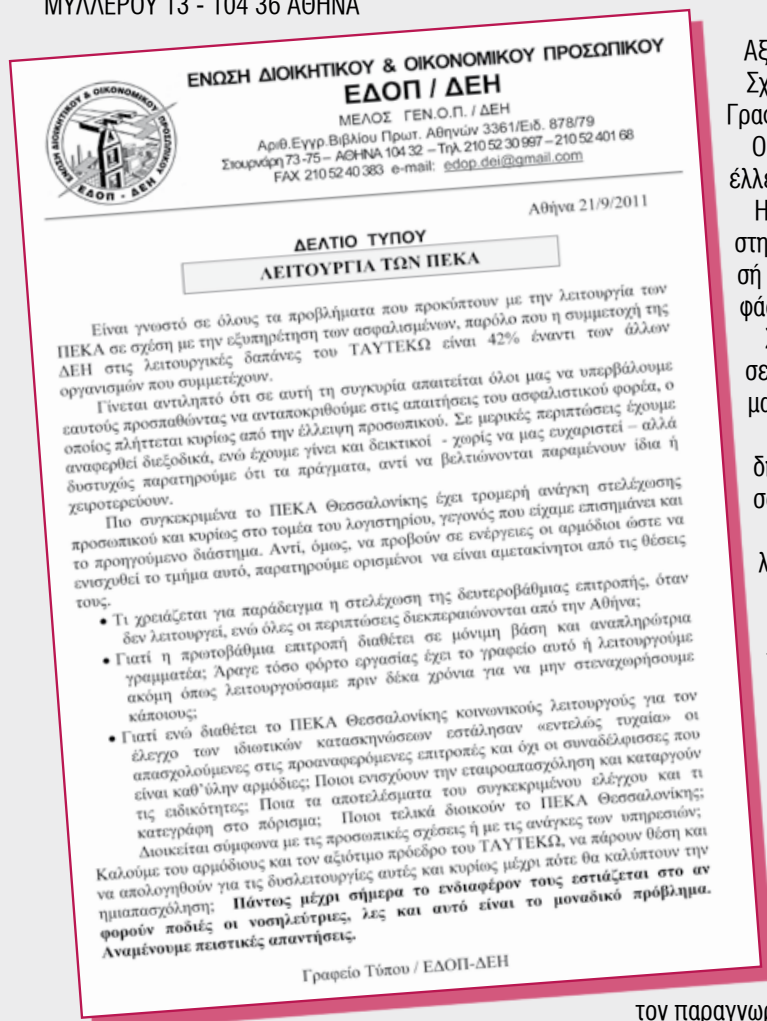 ΜΥΛΛΕΡΟΥ 13 - 104 36 ΑΘΗΝΑ
ΕΝΩΣΗ ΔΙΟΙΚΗΤΙΚΟΥ & ΟΙΚΟΝΟΜΙΚΟΥ ΠΡΟΣΩΠΙΚΟΥ
ΕΔΟΠ / ΔΕΗ
ΜΕΛΟΣ ΓΕΝ.Ο.Π. / ΔΕΗ
Αριθ.Εγγρ.Βιβλίου Πρωτ. Αθηνών 3361/Ειδ. 878/79
Στουρνάρη 73 -75 – ΑΘΗΝΑ 104 32 – Τηλ. 210 52 30 997 – 210 52 401 68
FAX 210 52 40 383 e-mail: edop.dei@gmail.com
ΕΝΩΣΗ ΔΙΟΙΚΗΤΙΚΟΥ & ΟΙΚΟΝΟΜΙΚΟΥ ΠΡΟΣΩΠΙΚΟΥ
ΕΔΟΠ - ΔΕΗ
Αθήνα 21/9/2011
ΔΕΛΤΙΟ ΤΥΠΟΥ
ΛΕΙΤΟΥΡΓΙΑ ΤΩΝ ΠΕΚΑ
Είναι γνωστό σε όλους τα προβλήματα που προκύπτουν με την λειτουργία των
ΠΕΚΑ σε σχέση με την εξυπηρέτηση των ασφαλισμένων, παρόλο που η συμμετοχή της
ΔΕΗ στις λειτουργικές δαπάνες του ΤΑΥΤΕΚΩ είναι 42% έναντι των άλλων
οργανισμών που συμμετέχουν.
Γίνεται αντιληπτό ότι σε αυτή τη συγκυρία απαιτείται όλοι μας να υπερβάλουμε
εαυτούς προσπαθώντας να ανταποκριθούμε στις απαιτήσεις του ασφαλιστικού φορέα, ο
οποίος πλήττεται κυρίως από την έλλειψη προσωπικού. Σε μερικές περιπτώσεις έχουμε
αναφερθεί διεξοδικά, ενώ έχουμε γίνει και δεικτικοί - χωρίς να μας ευχαριστεί – αλλά
δυστυχώς παρατηρούμε ότι τα πράγματα, αντί να βελτιώνονται παραμένουν ίδια ή
χειροτερεύουν.
Πιο συγκεκριμένα το ΠΕΚΑ Θεσσαλονίκης έχει τρομερή ανάγκη στελέχωσης
προσωπικού και κυρίως στο τομέα του λογιστηρίου, γεγονός που είχαμε επισημάνει και
το προηγούμενο διάστημα. Αντί, όμως, να προβούν σε ενέργειες οι αρμόδιοι ώστε να
ενισχυθεί το τμήμα αυτό, παρατηρούμε ορισμένοι να είναι αμετακίνητοι από τις θέσεις
τους.
• Τι χρειάζεται για παράδειγμα η στελέχωση της δευτεροβάθμιας επιτροπής, όταν
δεν λειτουργεί, ενώ όλες οι περιπτώσεις διεκπεραιώνονται από την Αθήνα;
• Γιατί η πρωτοβάθμια επιτροπή διαθέτει σε μόνιμη βάση και αναπληρώτρια
γραμματέα; Άραγε τόσο φόρτο εργασίας έχει το γραφείο αυτό ή λειτουργούμε
ακόμη όπως λειτουργούσαμε πριν δέκα χρόνια για να μην στεναχωρήσουμε
κάποιους;
• Γιατί ενώ διαθέτει το ΠΕΚΑ Θεσσαλονίκης κοινωνικούς λειτουργούς για τον
έλεγχο των ιδιωτικών κατασκηνώσεων εστάλησαν «εντελώς τυχαία» οι
απασχολούμενες στις προαναφερόμενες επιτροπές και όχι οι συναδέλφισσες που
είναι καθ’ύλην αρμόδιες; Ποιοι ενισχύουν την εταιροαπασχόληση και καταργούν
τις ειδικότητες; Ποια τα αποτελέσματα του συγκεκριμένου ελέγχου και τι
κατεγράφη στο πόρισμα; Ποιοι τελικά διοικούν το ΠΕΚΑ Θεσσαλονίκης;
Διοικείται σύμφωνα με τις προσωπικές σχέσεις ή με τις ανάγκες των υπηρεσιών;
Καλούμε του αρμόδιους και τον αξιότιμο πρόεδρο του ΤΑΥΤΕΚΩ, να πάρουν θέση και
να απολογηθούν για τις δυσλειτουργίες αυτές και κυρίως μέχρι πότε θα καλύπτουν την
ημιαπασχόληση; Πάντως μέχρι σήμερα το ενδιαφέρον τους εστιάζεται στο αν
φορούν ποδιές οι νοσηλεύτριες, λες και αυτό είναι το μοναδικό πρόβλημα.
Αναμένουμε πειστικές απαντήσεις.
Γραφείο Τύπου / ΕΔΟΠ-ΔΕΗ